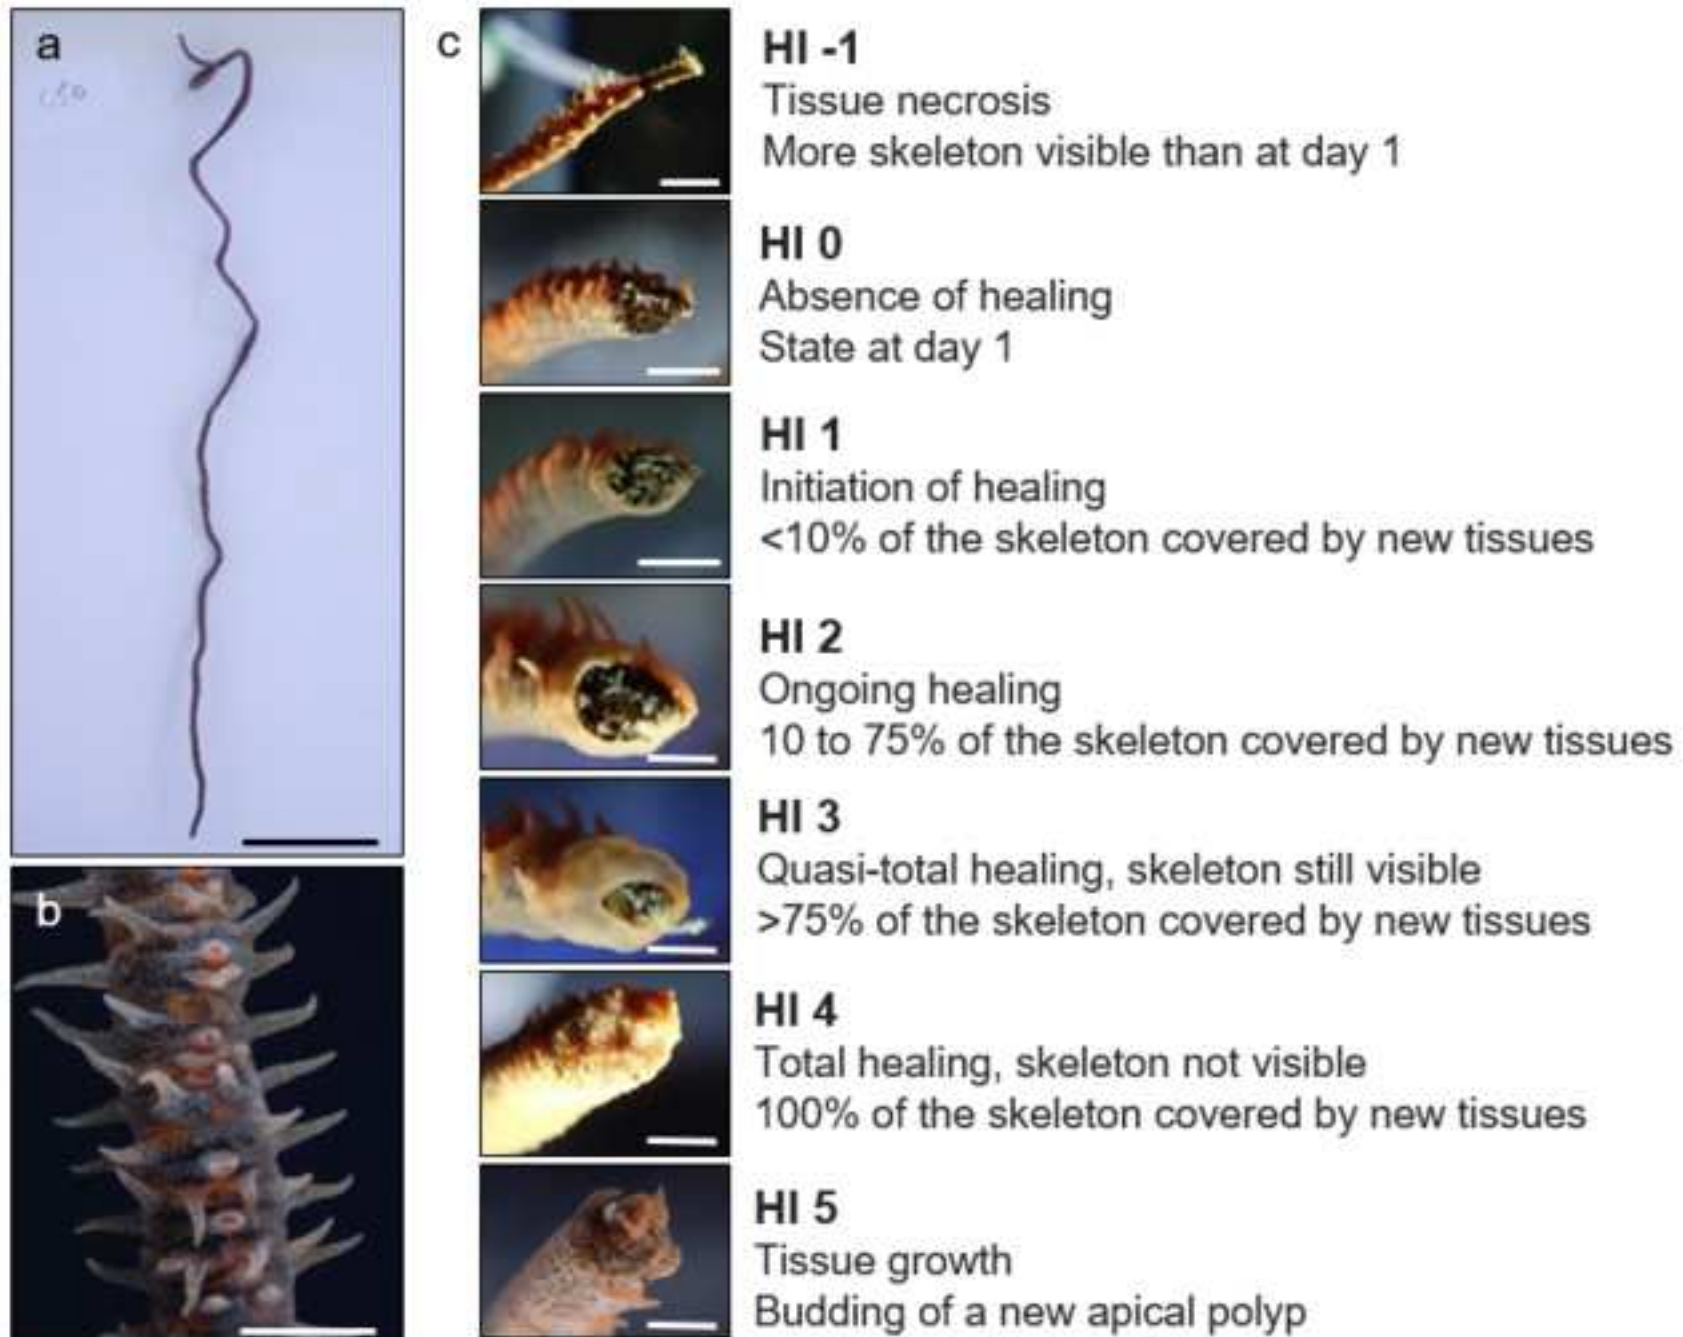 a
c
HI -1
Tissue necrosis
More skeleton visible than at day 1
HI 0
Absence of healing
State at day 1
HI 1
Initiation of healing
<10% of the skeleton covered by new tissues
HI 2
Ongoing healing
10 to 75% of the skeleton covered by new tissues
b
HI 3
Quasi-total healing, skeleton still visible
>75% of the skeleton covered by new tissues
HI 4
Total healing, skeleton not visible
100% of the skeleton covered by new tissues
HI 5
Tissue growth
Budding of a new apical polyp